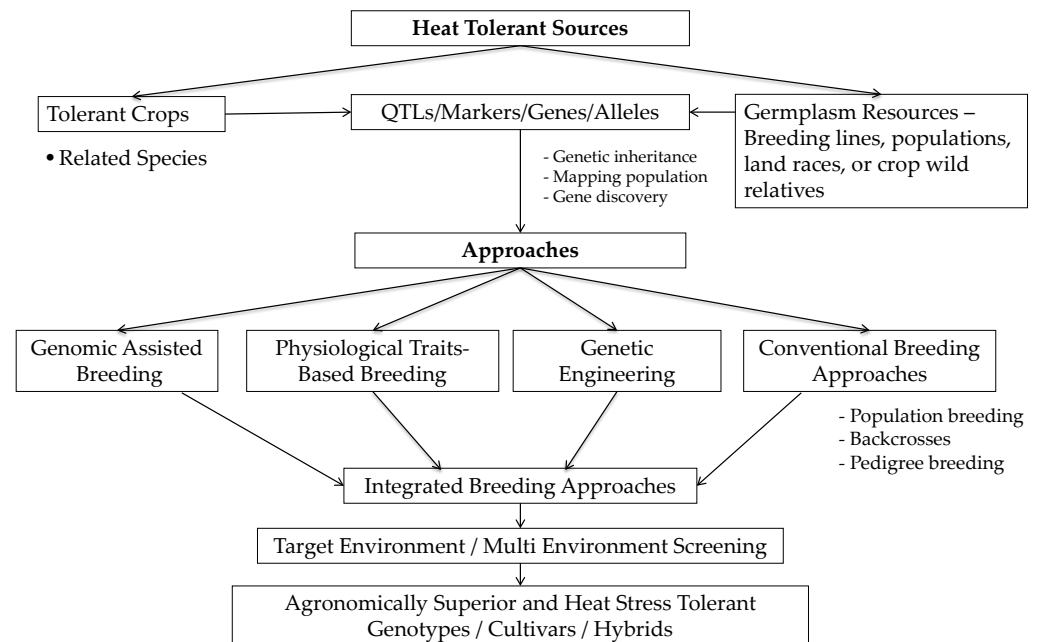 Heat Tolerant Sources
Tolerant Crops
• Related Species
QTLs/Markers/Genes/Alleles
Germplasm Resources –
Breeding lines, populations,
land races, or crop wild
relatives
- Genetic inheritance
- Mapping population
- Gene discovery
Approaches
Genomic Assisted
Breeding
Physiological Traits-
Based Breeding
Genetic
Engineering
Conventional Breeding
Approaches
- Population breeding
- Backcrosses
- Pedigree breeding
Integrated Breeding Approaches
Target Environment / Multi Environment Screening
Agronomically Superior and Heat Stress Tolerant
Genotypes / Cultivars / Hybrids